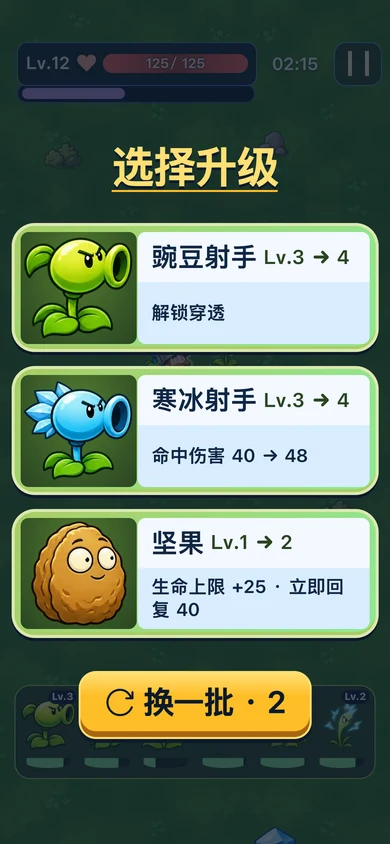 Lv.12 125/ 125 02:15
选择升级
豌豆射手 Lv.3 → 4
解锁穿透
寒冰射手 Lv.3 → 4
命中伤害 40 → 48
坚果 Lv.1 → 2
生命上限 +25 · 立即回
复 40
换一批 · 2
Lv.3
Lv.2